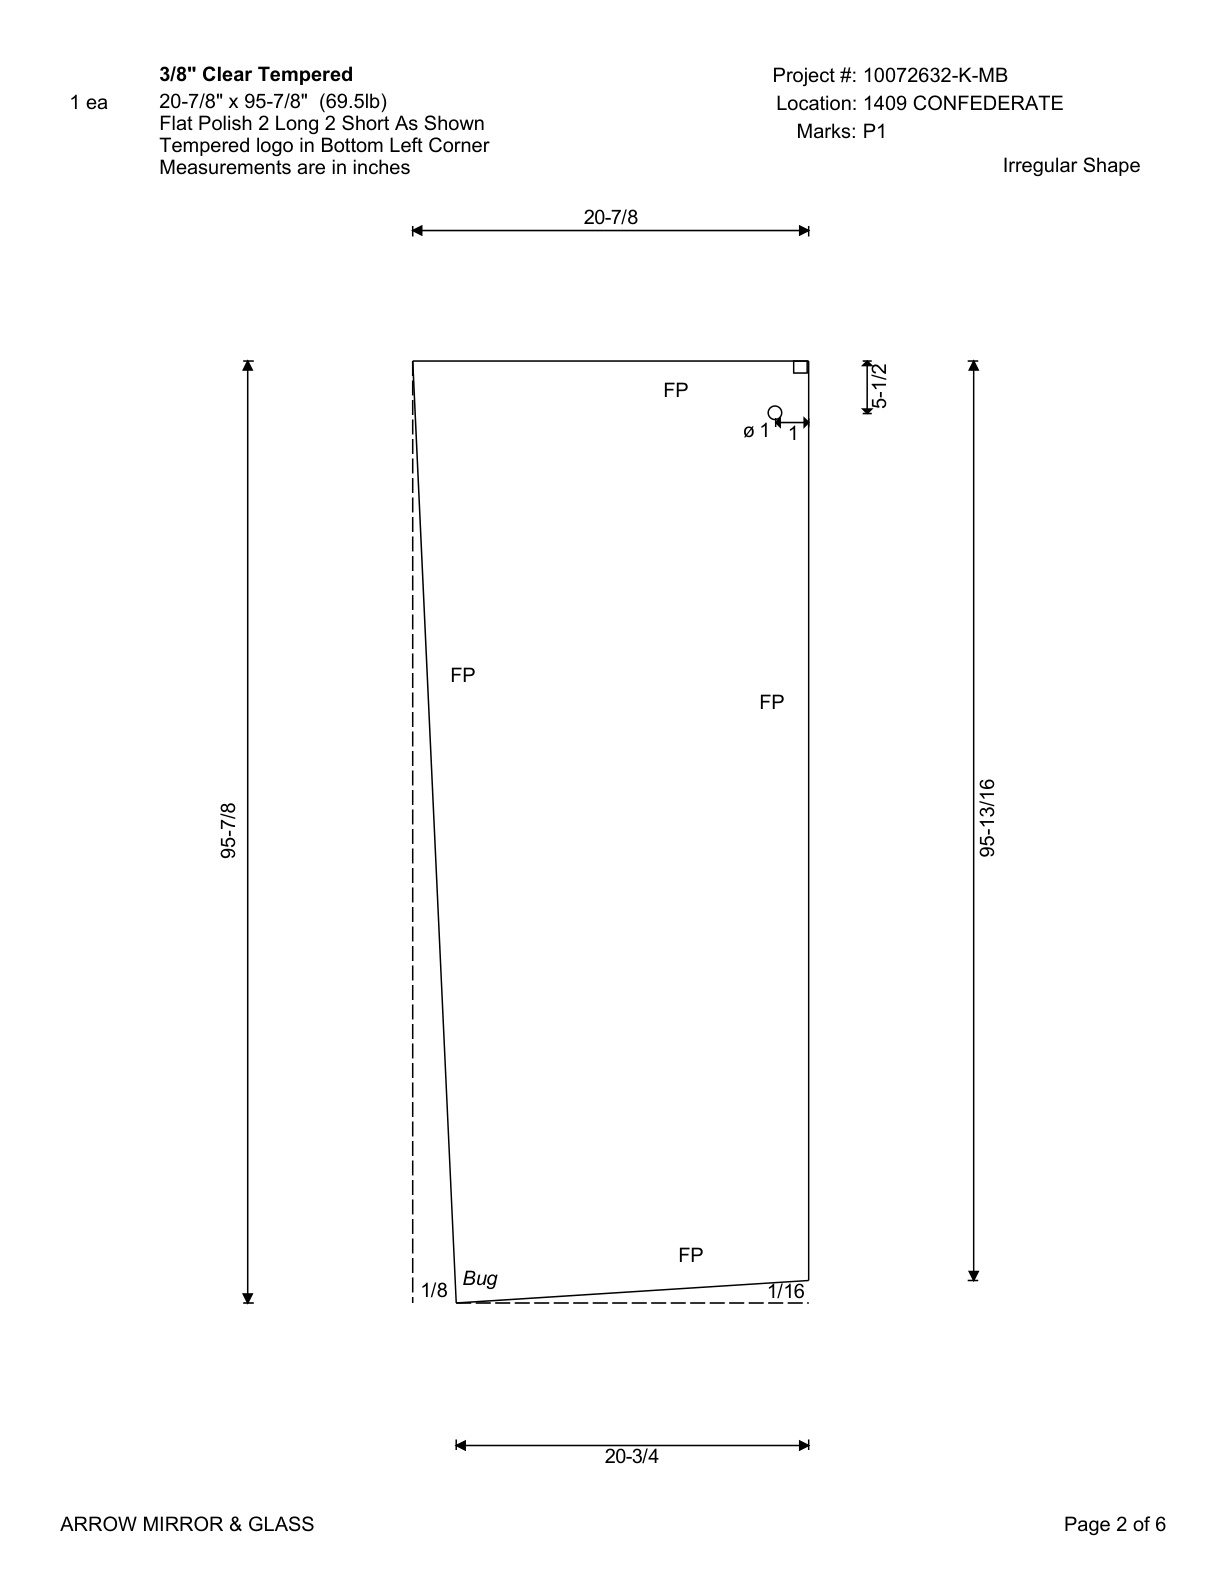 3/8" Clear Tempered
1 ea
20-7/8" x 95-7/8"  (69.5lb)
Flat Polish 2 Long 2 Short As Shown
Tempered logo in Bottom Left Corner
Measurements are in inches
Project #: 10072632-K-MB
Location: 1409 CONFEDERATE
Marks: P1
Irregular Shape
20-7/8
FP
5-1/2
ø 1
1
FP
FP
95-7/8
95-13/16
FP
Bug
1/8
1/16
20-3/4
ARROW MIRROR & GLASS
Page 2 of 6